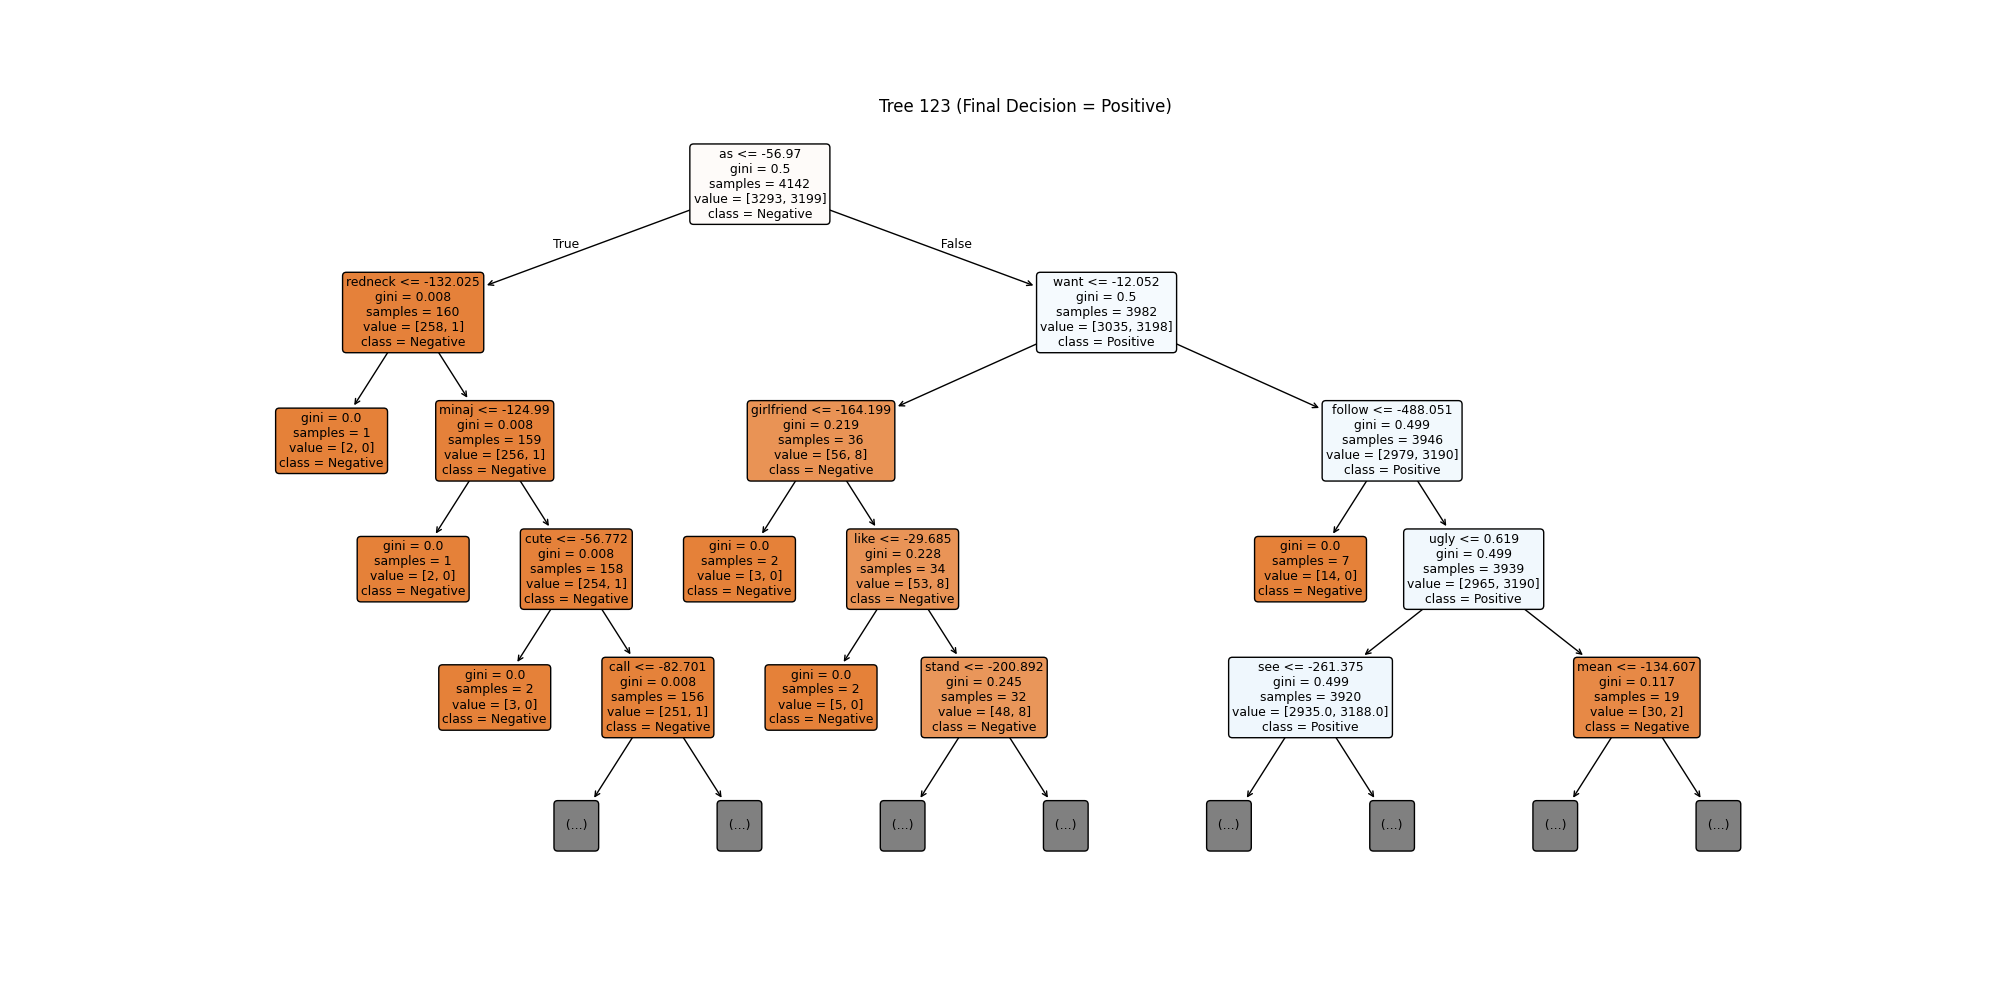 Tree 123 (Final Decision = Positive)
as <= -56.97
gini = 0.5
samples = 4142
value = [3293, 3199]
class = Negative
True
False
redneck <= -132.025
gini = 0.008
samples = 160
value = [258, 1]
class = Negative
want <= -12.052
gini = 0.5
samples = 3982
value = [3035, 3198]
class = Positive
gini = 0.0
samples = 1
value = [2, 0]
class = Negative
minaj <= -124.99
gini = 0.008
samples = 159
value = [256, 1]
class = Negative
girlfriend <= -164.199
gini = 0.219
samples = 36
value = [56, 8]
class = Negative
follow <= -488.051
gini = 0.499
samples = 3946
value = [2979, 3190]
class = Positive
gini = 0.0
samples = 1
value = [2, 0]
class = Negative
cute <= -56.772
gini = 0.008
samples = 158
value = [254, 1]
class = Negative
gini = 0.0
samples = 2
value = [3, 0]
class = Negative
like <= -29.685
gini = 0.228
samples = 34
value = [53, 8]
class = Negative
gini = 0.0
samples = 7
value = [14, 0]
class = Negative
ugly <= 0.619
gini = 0.499
samples = 3939
value = [2965, 3190]
class = Positive
gini = 0.0
samples = 2
value = [3, 0]
class = Negative
call <= -82.701
gini = 0.008
samples = 156
value = [251, 1]
class = Negative
gini = 0.0
samples = 2
value = [5, 0]
class = Negative
stand <= -200.892
gini = 0.245
samples = 32
value = [48, 8]
class = Negative
see <= -261.375
gini = 0.499
samples = 3920
value = [2935.0, 3188.0]
class = Positive
mean <= -134.607
gini = 0.117
samples = 19
value = [30, 2]
class = Negative
(...)
(...)
(...)
(...)
(...)
(...)
(...)
(...)